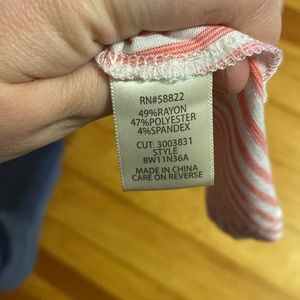 RN#58822
49%RAYON
47%POLYESTER
4%SPANDEX
CUT: 3003831
STYLE
8W11N36A
MADE IN CHINA
CARE ON REVERSE